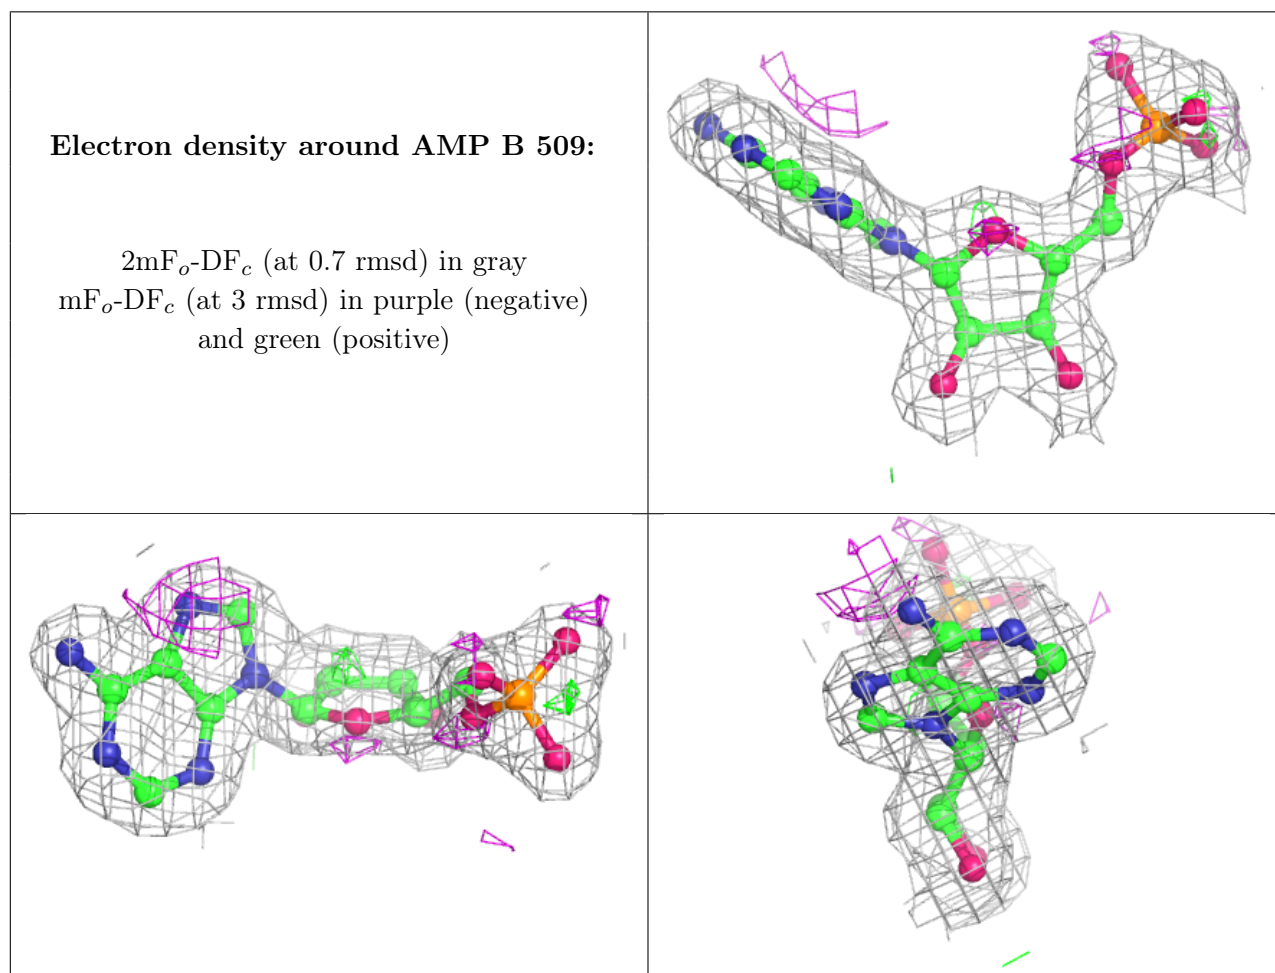 Electron density around AMP B 509:
2mFo-DFc (at 0.7 rmsd) in gray
mFo-DFc (at 3 rmsd) in purple (negative)
and green (positive)